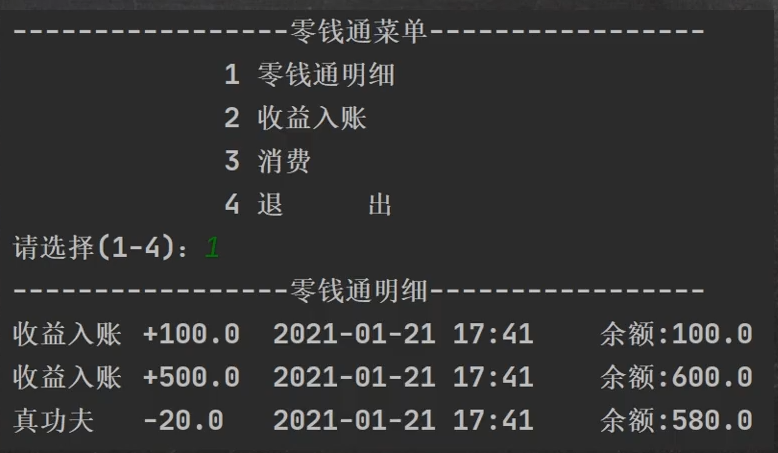 -----------------零钱通菜单-----------------
1 零钱通明细
2 收益入账
3 消费
4 退     出
请选择(1-4): 1
-----------------零钱通明细-----------------
收益入账 +100.0  2021-01-21 17:41    余额:100.0
收益入账 +500.0  2021-01-21 17:41    余额:600.0
真功夫   -20.0   2021-01-21 17:41    余额:580.0